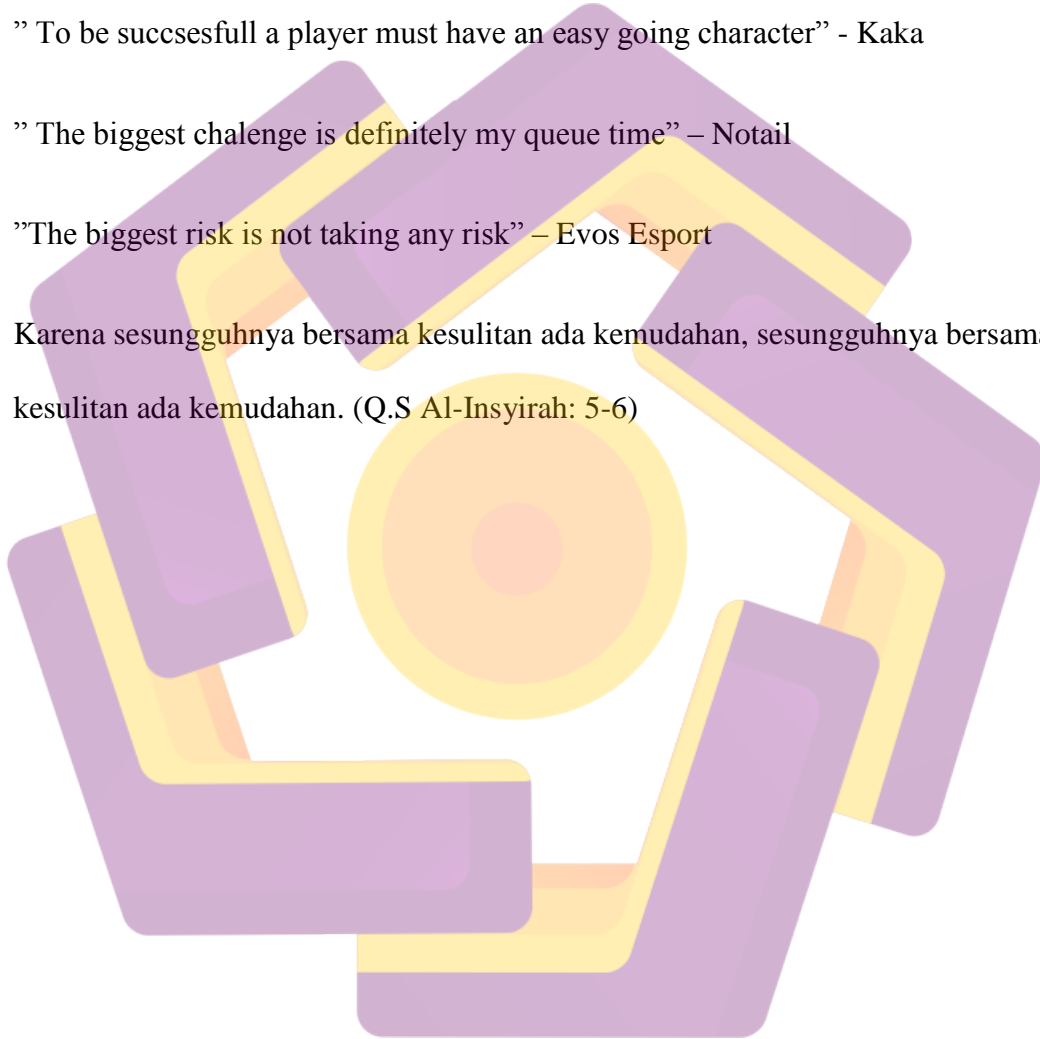 ” To be succsesfull a player must have an easy going character” - Kaka
” The biggest chalenge is definitely my queue time” – Notail
”The biggest risk is not taking any risk” – Evos Esport
Karena sesungguhnya bersama kesulitan ada kemudahan, sesungguhnya bersama
kesulitan ada kemudahan. (Q.S Al-Insyirah: 5-6)